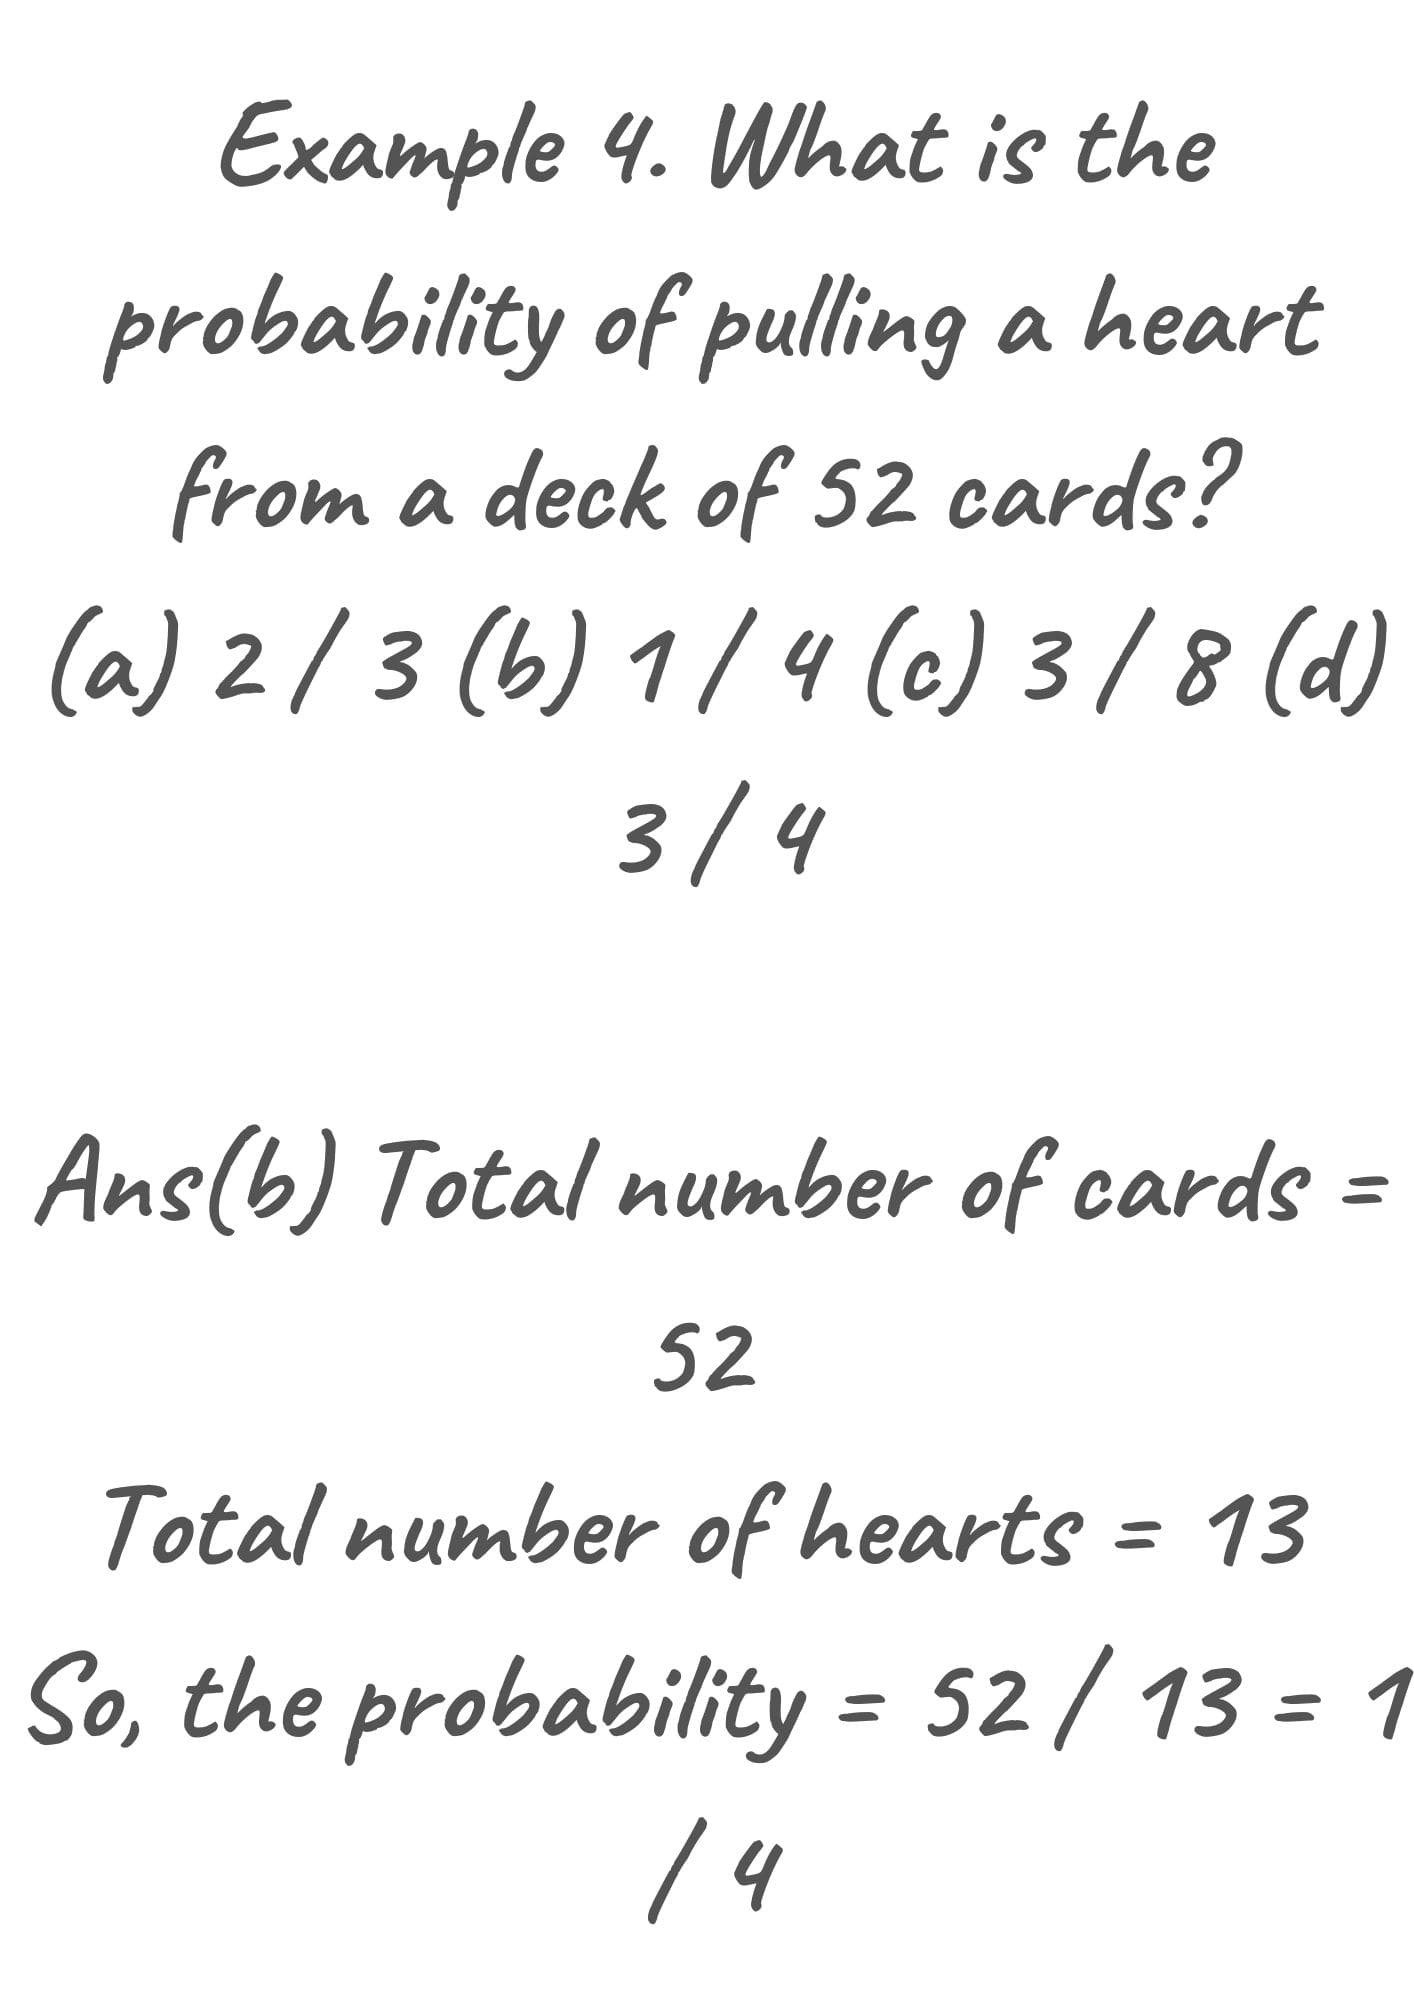 Example 4. What is the
probability of pulling a heart
from a deck of 52 cards?
(a) 2 / 3 (b) 1 / 4 (c) 3 / 8 (d)
3 / 4
Ans(b) Total number of cards =
52
Total number of hearts = 13
So, the probability = 52 / 13 = 1
/ 4